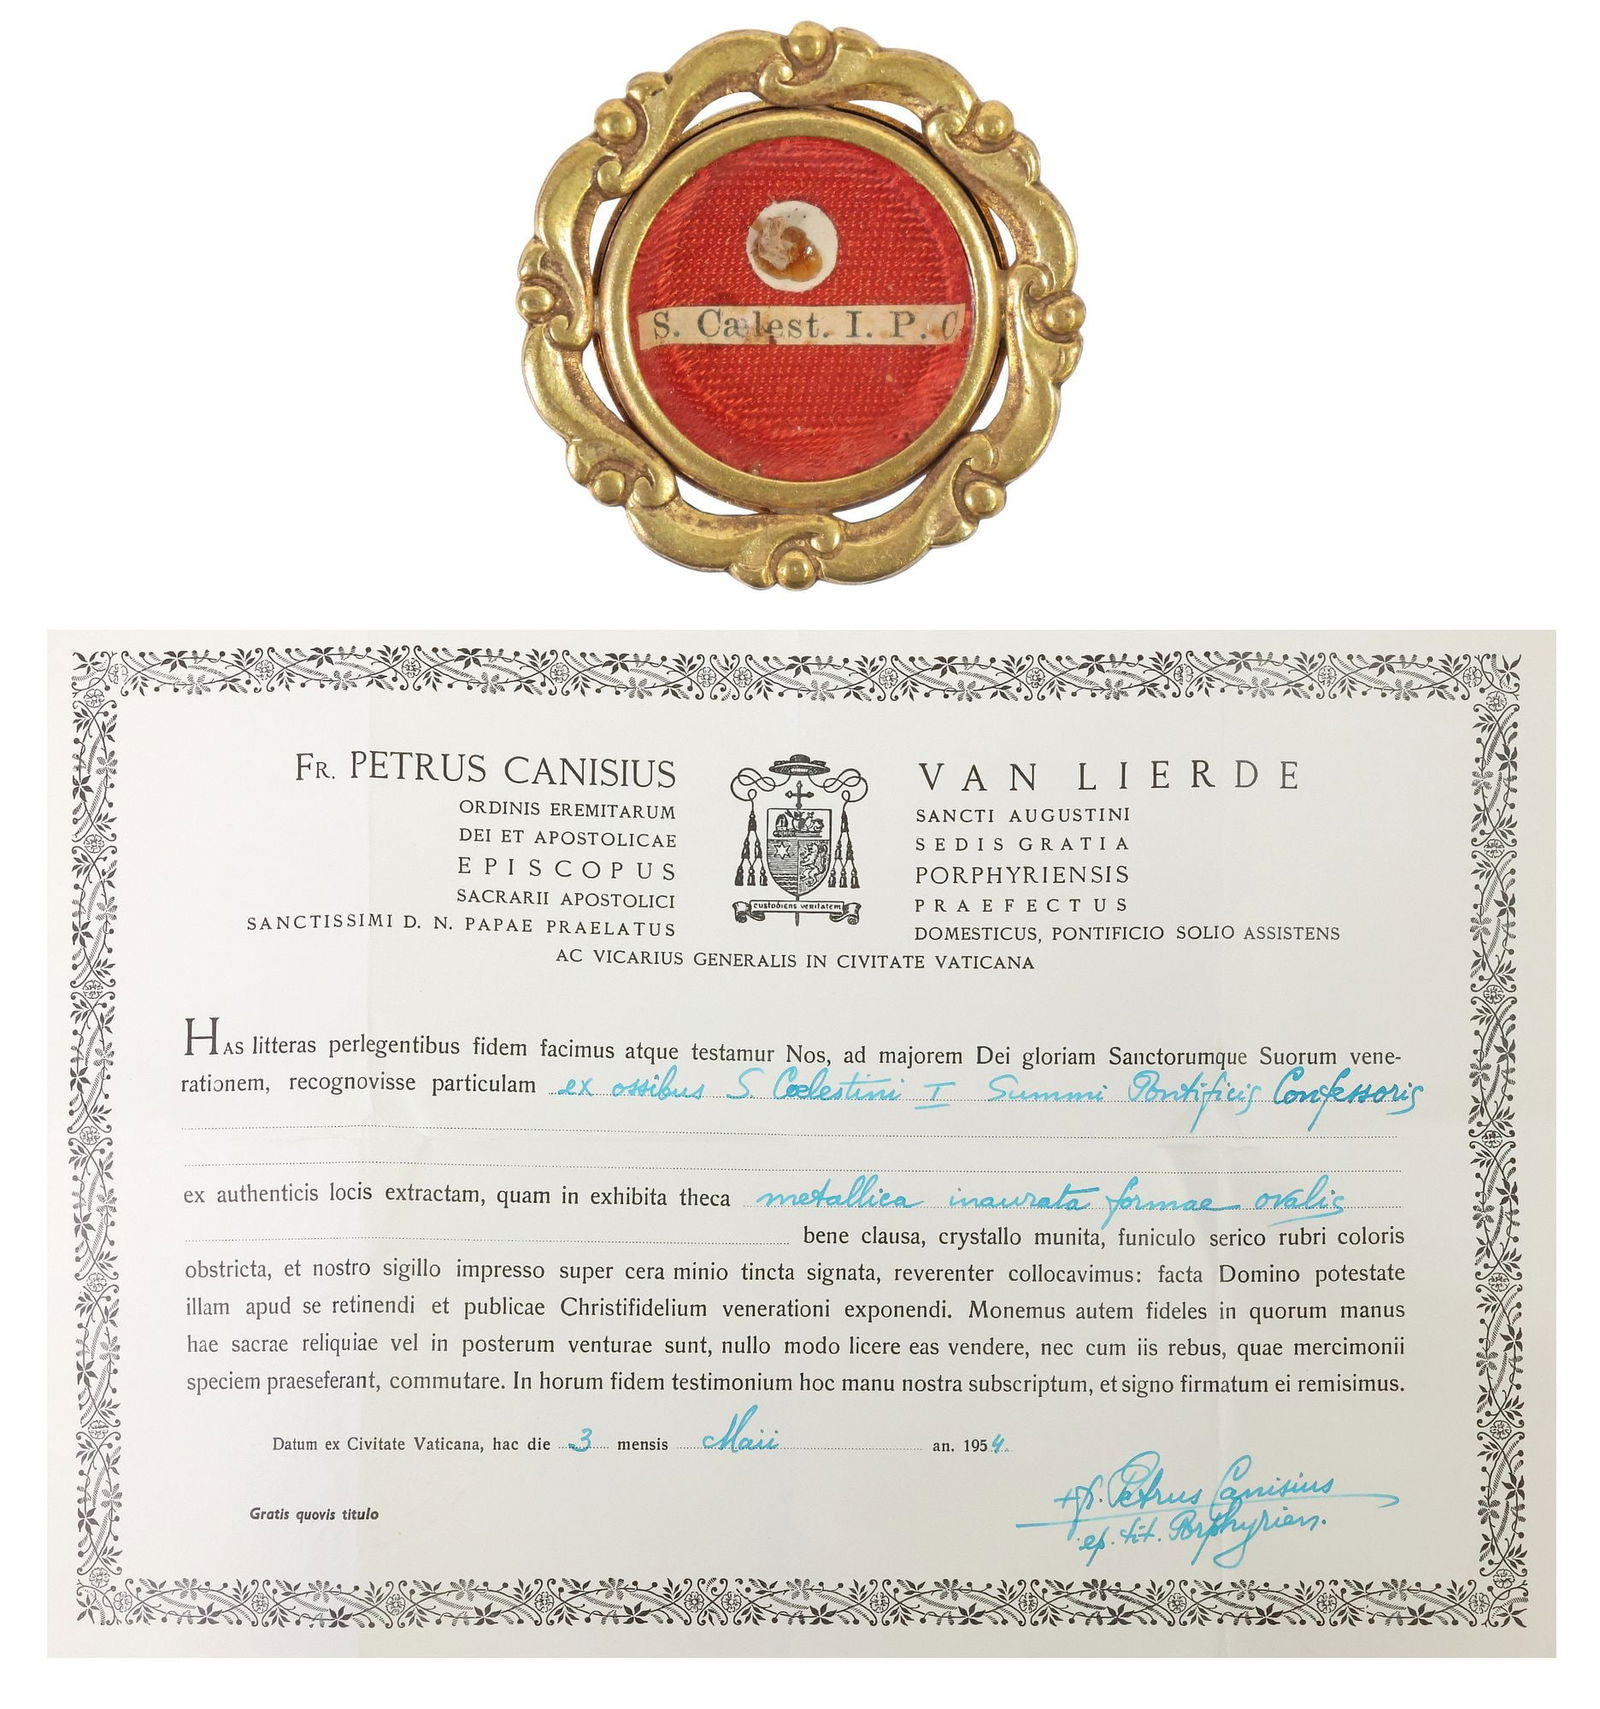 S. Cælest. I. P. C
FR. PETRUS CANISIUS VAN LIERDE
ORDINIS EREMITARUM SANCTI AUGUSTINI
DEI ET APOSTOLICAE SEDIS GRATIA
EPISCOPUS PORPHYRIENSIS
SACRARII APOSTOLICI PRAEFECTUS
SANCTISSIMI D. N. PAPAE PRAELATUS DOMESTICUS, PONTIFICIO SOLIO ASSISTENS
custodiens veritatem
AC VICARIUS GENERALIS IN CIVITATE VATICANA
HAS litteras perlegentibus fidem facimus atque testamur Nos, ad majorem Dei gloriam Sanctorumque Suorum vene-
rationem, recognovisse particulam ex ossibus S. Coelestini I Summi Pontificis Confessoris
ex authenticis locis extractam, quam in exhibita theca metallica inaurata formae ovalis
bene clausa, crystallo munita, funiculo serico rubri coloris
obstricta, et nostro sigillo impresso super cera minio tincta signata, reverenter collocavimus: facta Domino potestate
illam apud se retinendi et publicae Christifidelium venerationi exponendi. Monemus autem fideles in quorum manus
hae sacrae reliquiae vel in posterum venturae sunt, nullo modo licere eas vendere, nec cum iis rebus, quae mercimonii
speciem praeseferant, commutare. In horum fidem testimonium hoc manu nostra subscriptum, et signo firmatum ei remisimus.
Datum ex Civitate Vaticana, hac die 3 mensis Maii an. 1954.
+fr. Petrus Canisius
ep. tit. Porphyrien.
Gratis quovis titulo